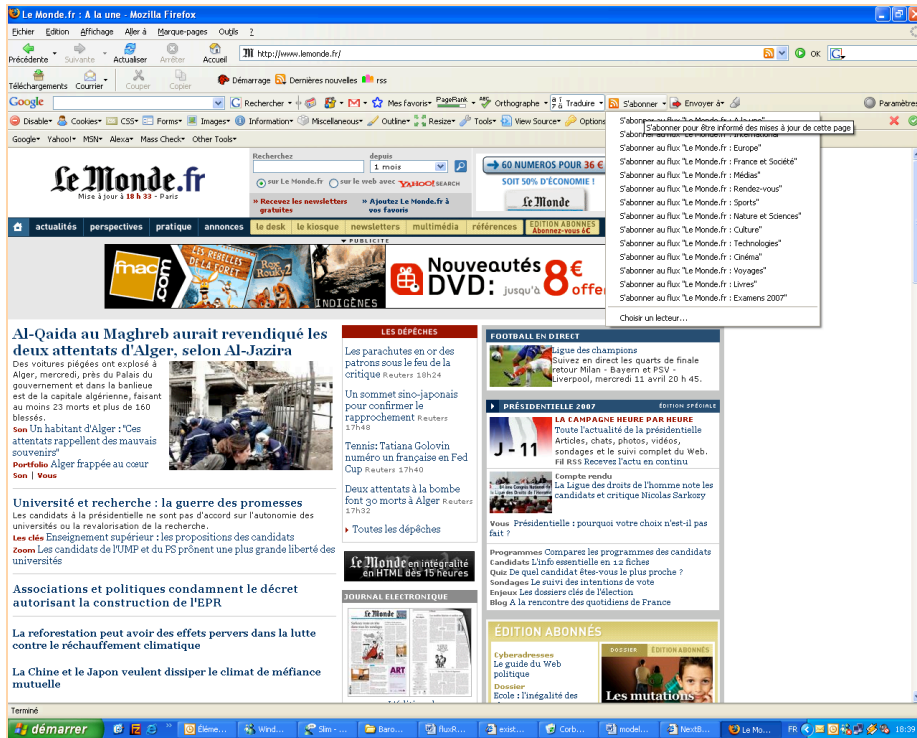 Le Monde.fr : A la une - Mozilla Firefox
Fichier Edition Affichage Aller à Marque-pages Outils ?
Précédente Suivante Actualiser Arrêter Accueil http://www.lemonde.fr/ OK
Téléchargements Courrier Couper Copier Démarrage Dernières nouvelles rss
Google Rechercher Mes favoris PageRank Orthographe Traduire S'abonner Envoyer à Paramètres
Disable Cookies CSS Forms Images Information Miscellaneous Outline Resize Tools View Source Options
Google Yahoo! MSN Alexa Mass Check Other Tools
S'abonner pour être informé des mises à jour de cette page
S'abonner au flux "Le Monde.fr : Europe"
S'abonner au flux "Le Monde.fr : France et Société"
S'abonner au flux "Le Monde.fr : Médias"
S'abonner au flux "Le Monde.fr : Rendez-vous"
S'abonner au flux "Le Monde.fr : Sports"
S'abonner au flux "Le Monde.fr : Nature et Sciences"
S'abonner au flux "Le Monde.fr : Culture"
S'abonner au flux "Le Monde.fr : Technologies"
S'abonner au flux "Le Monde.fr : Cinéma"
S'abonner au flux "Le Monde.fr : Voyages"
S'abonner au flux "Le Monde.fr : Livres"
S'abonner au flux "Le Monde.fr : Examens 2007"
Choisir un lecteur...
Le Monde.fr
Mise à jour à 18 h 33 - Paris
Recherchez depuis
1 mois
sur Le Monde.fr sur le web avec YAHOO! SEARCH
» Recevez les newsletters gratuites
» Ajoutez Le Monde.fr à vos favoris
60 NUMEROS POUR 36 €
SOIT 50% D'ÉCONOMIE !
Le Monde
actualités perspectives pratique annonces le desk le kiosque newsletters multimédia références EDITION ABONNÉS
Abonnez-vous 6€
PUBLICITE
fnac.com
LES REBELLES DE LA FORET
Rox et Rouky 2
INDIGÈNES
Nouveautés
DVD: jusqu'à 8€ offe
Al-Qaida au Maghreb aurait revendiqué les
deux attentats d'Alger, selon Al-Jazira
Des voitures piégées ont explosé à
Alger, mercredi, près du Palais du
gouvernement et dans la banlieue
est de la capitale algérienne, faisant
au moins 23 morts et plus de 160
blessés.
Son Un habitant d'Alger : "Ces
attentats rappellent des mauvais
souvenirs"
Portfolio Alger frappée au cœur
Son | Vous
Université et recherche : la guerre des promesses
Les candidats à la présidentielle ne sont pas d'accord sur l'autonomie des
universités ou la revalorisation de la recherche.
Les clés Enseignement supérieur : les propositions des candidats
Zoom Les candidats de l'UMP et du PS prônent une plus grande liberté des
universités
Associations et politiques condamnent le décret
autorisant la construction de l'EPR
La reforestation peut avoir des effets pervers dans la lutte
contre le réchauffement climatique
La Chine et le Japon veulent dissiper le climat de méfiance
mutuelle
LES DÉPÊCHES
Les parachutes en or des
patrons sous le feu de la
critique Reuters 18h24
Un sommet sino-japonais
pour confirmer le
rapprochement Reuters
17h48
Tennis: Tatiana Golovin
numéro un française en Fed
Cup Reuters 17h40
Deux attentats à la bombe
font 30 morts à Alger Reuters
17h32
Toutes les dépêches
Le Monde en intégralité
en HTML dès 15 heures
JOURNAL ELECTRONIQUE
Le Monde
ART
FOOTBALL EN DIRECT
Ligue des champions
Suivez en direct les quarts de finale
retour Milan - Bayern et PSV -
Liverpool, mercredi 11 avril 20 h 45.
PRÉSIDENTIELLE 2007 ÉDITION SPÉCIALE
J - 11
LA CAMPAGNE HEURE PAR HEURE
Toute l'actualité de la présidentielle
Articles, chats, photos, vidéos,
sondages et le suivi complet du Web.
Fil RSS Recevez l'actu en continu
Compte rendu
La Ligue des droits de l'homme note les
candidats et critique Nicolas Sarkozy
Vous Présidentielle : pourquoi votre choix n'est-il pas
fait ?
Programmes Comparez les programmes des candidats
Candidats L'info essentielle en 12 fiches
Quiz De quel candidat êtes-vous le plus proche ?
Sondages Le suivi des intentions de vote
Enjeux Les dossiers clés de l'élection
Blog A la rencontre des quotidiens de France
ÉDITION ABONNÉS
Cyberadresses
Le guide du Web
politique
Dossier
Ecole : l'inégalité des
DOSSIER ÉDITION ABONNÉS
Les mutations
Terminé
démarrer Éléme... Wind... Slim - ... Baro... fluxR... exist... Corb... model... NextB... Le Mo... FR 18:39